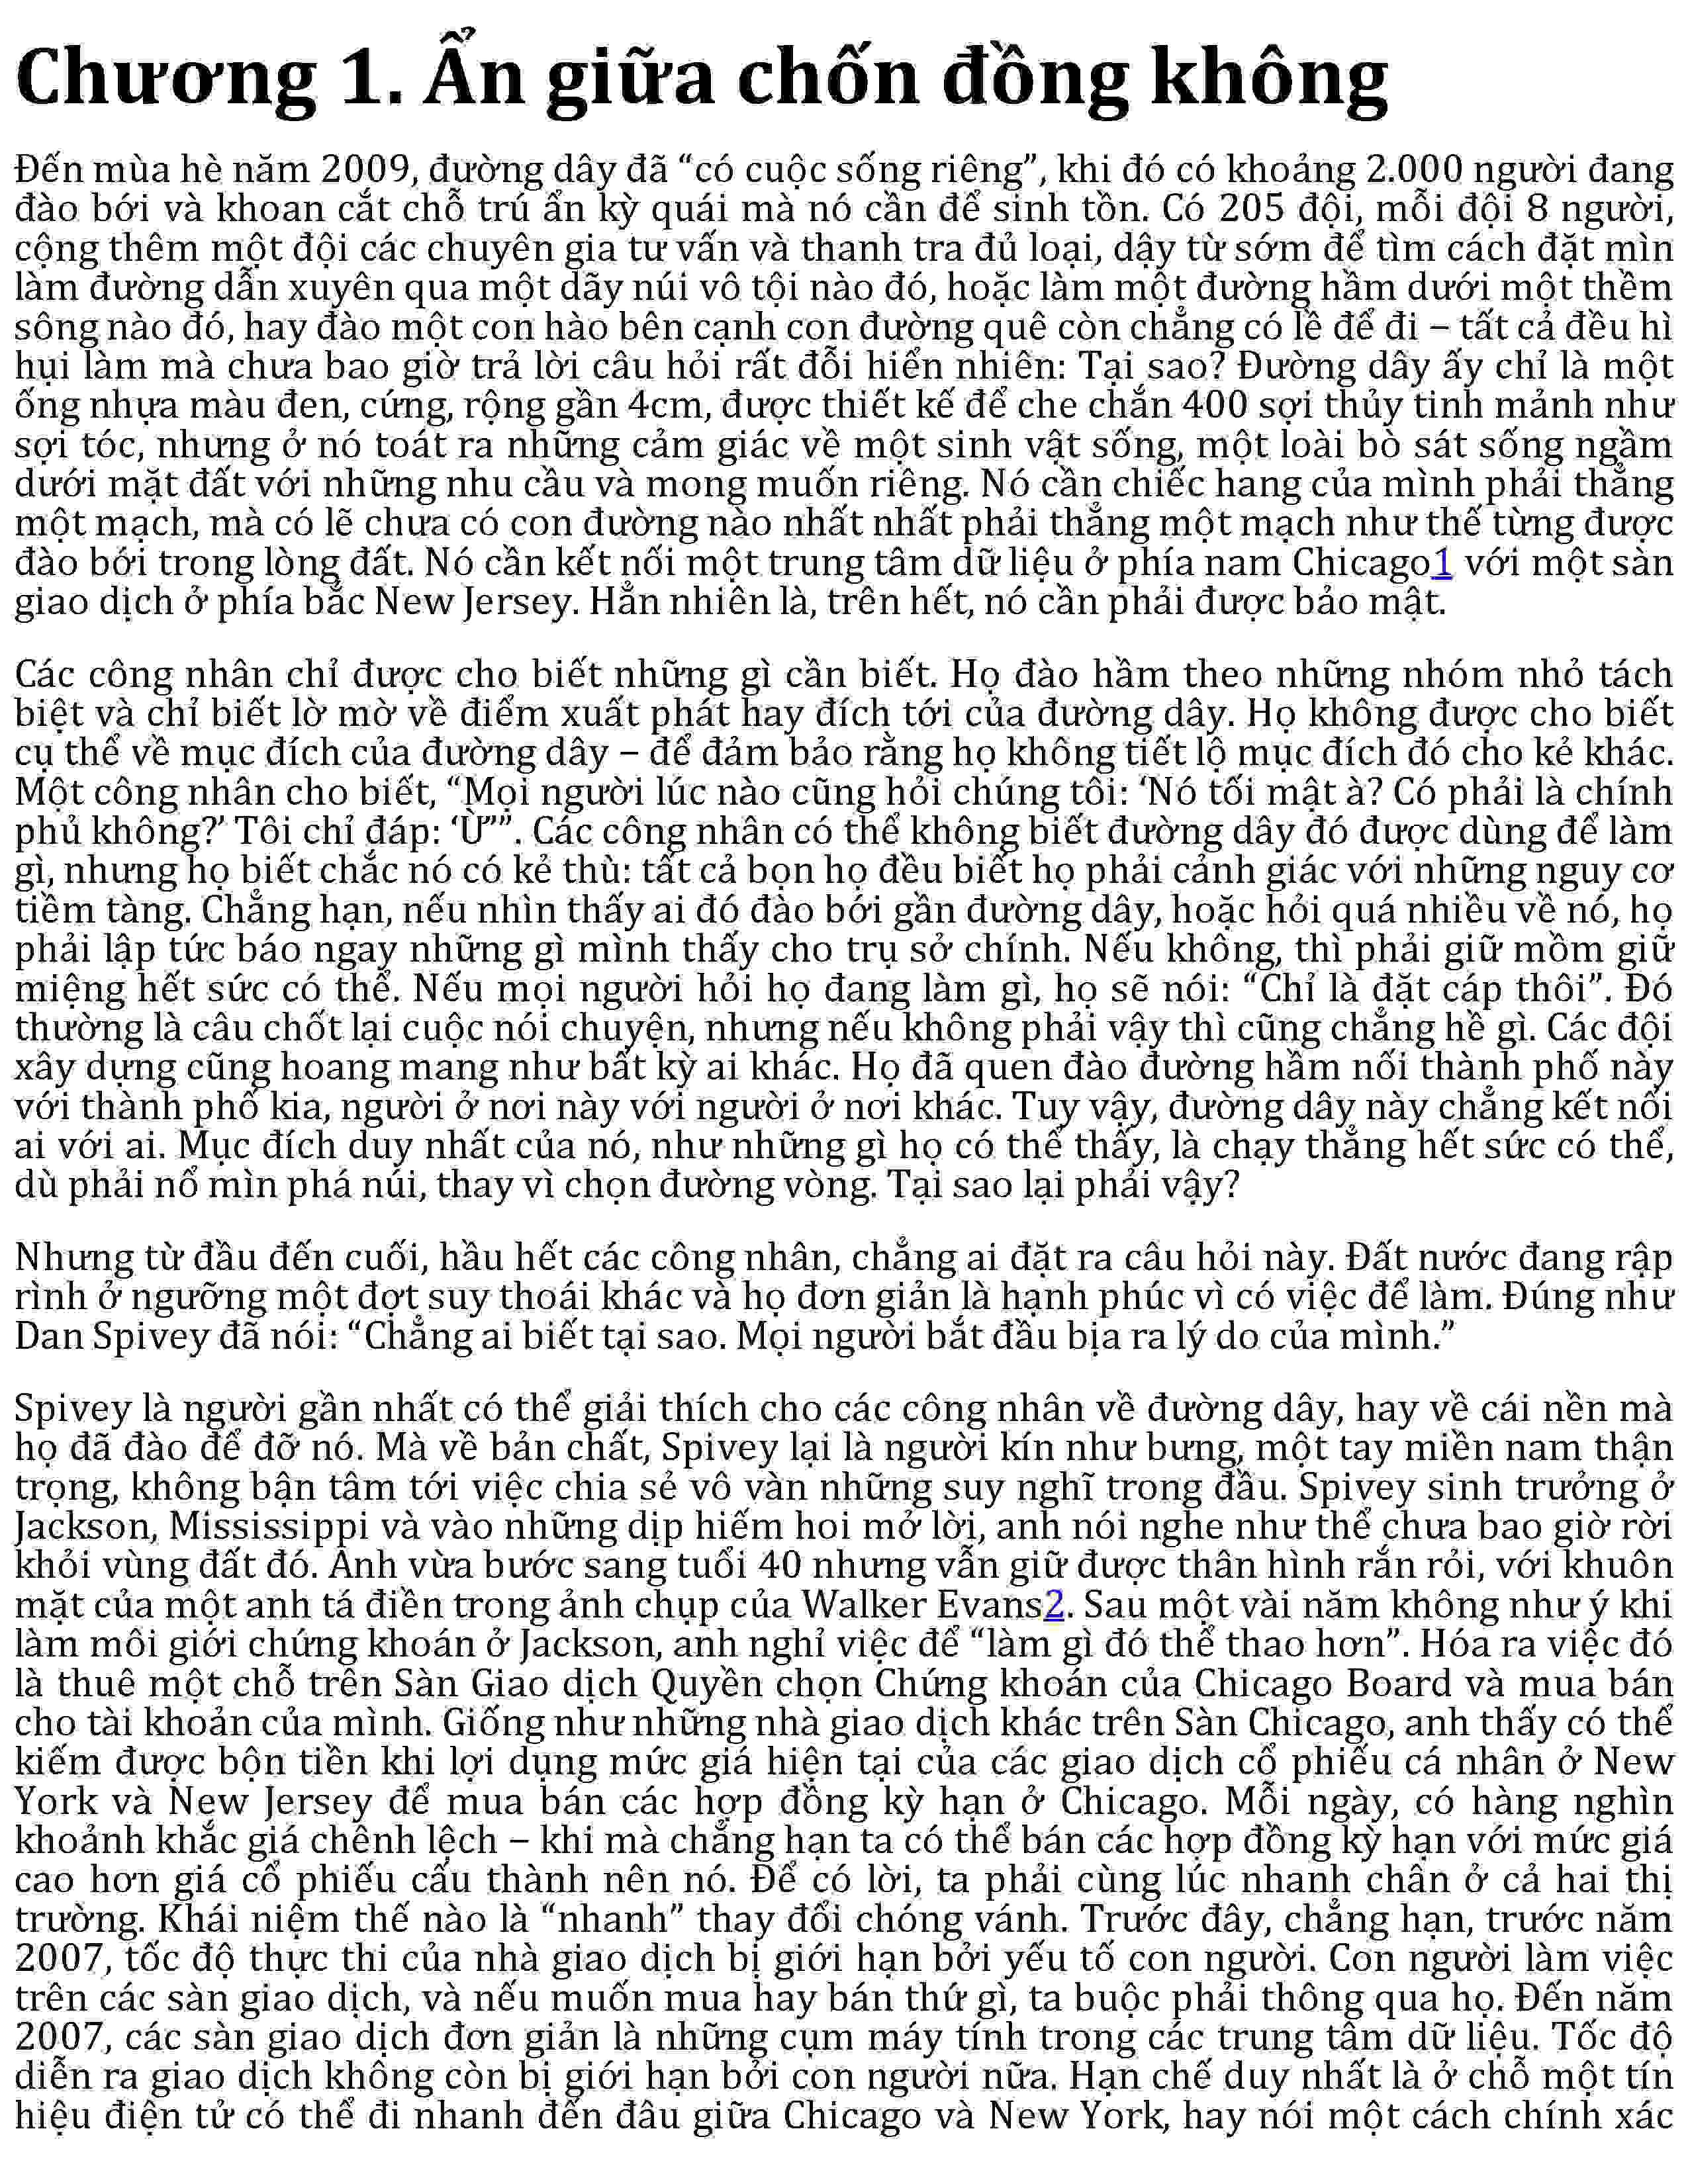 Chương 1. Ẩn giữa chốn đồng không
Đến mùa hè năm 2009, đường dây đã “có cuộc sống riêng”, khi đó có khoảng 2.000 người đang
đào bới và khoan cắt chỗ trú ẩn kỳ quái mà nó cần để sinh tồn. Có 205 đội, mỗi đội 8 người,
cộng thêm một đội các chuyên gia tư vấn và thanh tra đủ loại, dậy từ sớm để tìm cách đặt mìn
làm đường dẫn xuyên qua một dãy núi vô tội nào đó, hoặc làm một đường hầm dưới một thềm
sông nào đó, hay đào một con hào bên cạnh con đường quê còn chẳng có lề để đi – tất cả đều hì
hụi làm mà chưa bao giờ trả lời câu hỏi rất đỗi hiển nhiên: Tại sao? Đường dây ấy chỉ là một
ống nhựa màu đen, cứng, rộng gần 4cm, được thiết kế để che chắn 400 sợi thủy tinh mảnh như
sợi tóc, nhưng ở nó toát ra những cảm giác về một sinh vật sống, một loài bò sát sống ngầm
dưới mặt đất với những nhu cầu và mong muốn riêng. Nó cần chiếc hang của mình phải thẳng
một mạch, mà có lẽ chưa có con đường nào nhất nhất phải thẳng một mạch như thế từng được
đào bới trong lòng đất. Nó cần kết nối một trung tâm dữ liệu ở phía nam Chicago1 với một sàn
giao dịch ở phía bắc New Jersey. Hẳn nhiên là, trên hết, nó cần phải được bảo mật.
Các công nhân chỉ được cho biết những gì cần biết. Họ đào hầm theo những nhóm nhỏ tách
biệt và chỉ biết lờ mờ về điểm xuất phát hay đích tới của đường dây. Họ không được cho biết
cụ thể về mục đích của đường dây – để đảm bảo rằng họ không tiết lộ mục đích đó cho kẻ khác.
Một công nhân cho biết, “Mọi người lúc nào cũng hỏi chúng tôi: ‘Nó tối mật à? Có phải là chính
phủ không?’ Tôi chỉ đáp: ‘Ừ’”. Các công nhân có thể không biết đường dây đó được dùng để làm
gì, nhưng họ biết chắc nó có kẻ thù: tất cả bọn họ đều biết họ phải cảnh giác với những nguy cơ
tiềm tàng. Chẳng hạn, nếu nhìn thấy ai đó đào bới gần đường dây, hoặc hỏi quá nhiều về nó, họ
phải lập tức báo ngay những gì mình thấy cho trụ sở chính. Nếu không, thì phải giữ mồm giữ
miệng hết sức có thể. Nếu mọi người hỏi họ đang làm gì, họ sẽ nói: “Chỉ là đặt cáp thôi”. Đó
thường là câu chốt lại cuộc nói chuyện, nhưng nếu không phải vậy thì cũng chẳng hề gì. Các đội
xây dựng cũng hoang mang như bất kỳ ai khác. Họ đã quen đào đường hầm nối thành phố này
với thành phố kia, người ở nơi này với người ở nơi khác. Tuy vậy, đường dây này chẳng kết nối
ai với ai. Mục đích duy nhất của nó, như những gì họ có thể thấy, là chạy thẳng hết sức có thể,
dù phải nổ mìn phá núi, thay vì chọn đường vòng. Tại sao lại phải vậy?
Nhưng từ đầu đến cuối, hầu hết các công nhân, chẳng ai đặt ra câu hỏi này. Đất nước đang rập
rình ở ngưỡng một đợt suy thoái khác và họ đơn giản là hạnh phúc vì có việc để làm. Đúng như
Dan Spivey đã nói: “Chẳng ai biết tại sao. Mọi người bắt đầu bịa ra lý do của mình.”
Spivey là người gần nhất có thể giải thích cho các công nhân về đường dây, hay về cái nền mà
họ đã đào để đỡ nó. Mà về bản chất, Spivey lại là người kín như bưng, một tay miền nam thận
trọng, không bận tâm tới việc chia sẻ vô vàn những suy nghĩ trong đầu. Spivey sinh trưởng ở
Jackson, Mississippi và vào những dịp hiếm hoi mở lời, anh nói nghe như thể chưa bao giờ rời
khỏi vùng đất đó. Anh vừa bước sang tuổi 40 nhưng vẫn giữ được thân hình rắn rỏi, với khuôn
mặt của một anh tá điền trong ảnh chụp của Walker Evans2. Sau một vài năm không như ý khi
làm môi giới chứng khoán ở Jackson, anh nghỉ việc để “làm gì đó thể thao hơn”. Hóa ra việc đó
là thuê một chỗ trên Sàn Giao dịch Quyền chọn Chứng khoán của Chicago Board và mua bán
cho tài khoản của mình. Giống như những nhà giao dịch khác trên Sàn Chicago, anh thấy có thể
kiếm được bộn tiền khi lợi dụng mức giá hiện tại của các giao dịch cổ phiếu cá nhân ở New
York và New Jersey để mua bán các hợp đồng kỳ hạn ở Chicago. Mỗi ngày, có hàng nghìn
khoảnh khắc giá chênh lệch – khi mà chẳng hạn ta có thể bán các hợp đồng kỳ hạn với mức giá
cao hơn giá cổ phiếu cấu thành nên nó. Để có lời, ta phải cùng lúc nhanh chân ở cả hai thị
trường. Khái niệm thế nào là “nhanh” thay đổi chóng vánh. Trước đây, chẳng hạn, trước năm
2007, tốc độ thực thi của nhà giao dịch bị giới hạn bởi yếu tố con người. Con người làm việc
trên các sàn giao dịch, và nếu muốn mua hay bán thứ gì, ta buộc phải thông qua họ. Đến năm
2007, các sàn giao dịch đơn giản là những cụm máy tính trong các trung tâm dữ liệu. Tốc độ
diễn ra giao dịch không còn bị giới hạn bởi con người nữa. Hạn chế duy nhất là ở chỗ một tín
hiệu điện tử có thể đi nhanh đến đâu giữa Chicago và New York, hay nói một cách chính xác